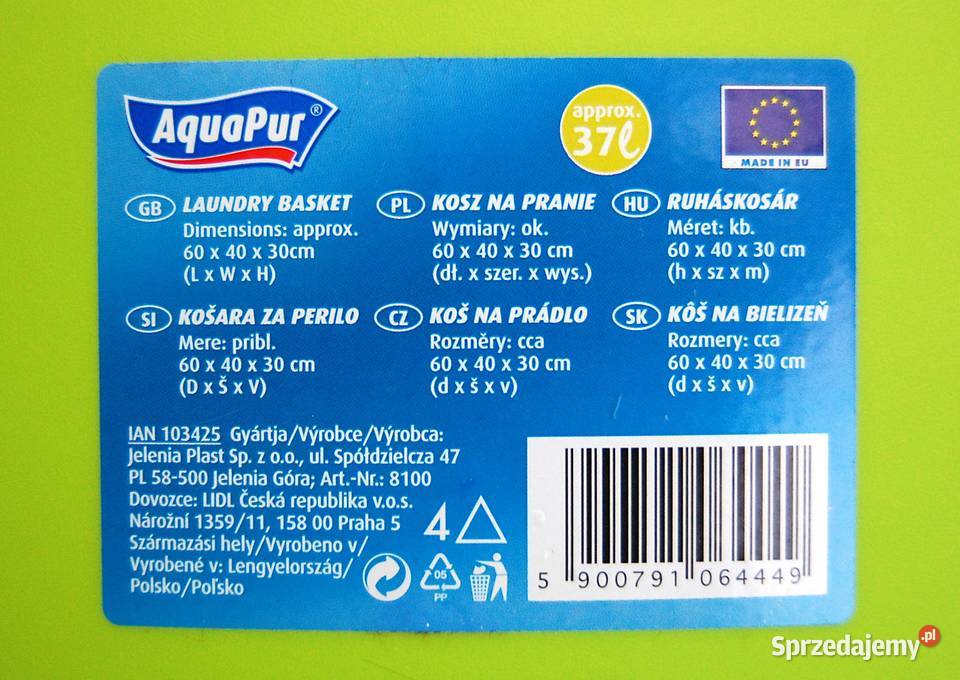 AquaPur®
approx.
37ℓ
MADE IN EU
GB LAUNDRY BASKET
Dimensions: approx.
60 x 40 x 30cm
(L x W x H)
PL KOSZ NA PRANIE
Wymiary: ok.
60 x 40 x 30 cm
(dł. x szer. x wys.)
HU RUHÁSKOSÁR
Méret: kb.
60 x 40 x 30 cm
(h x sz x m)
SI KOŠARA ZA PERILO
Mere: pribl.
60 x 40 x 30 cm
(D x Š x V)
CZ KOŠ NA PRÁDLO
Rozměry: cca
60 x 40 x 30 cm
(d x š x v)
SK KÔŠ NA BIELIZEŇ
Rozmery: cca
60 x 40 x 30 cm
(d x š x v)
IAN 103425 Gyártja/Výrobce/Výrobca:
Jelenia Plast Sp. z o.o., ul. Spółdzielcza 47
PL 58-500 Jelenia Góra; Art.-Nr.: 8100
Dovozce: LIDL Česká republika v.o.s.
Nárožní 1359/11, 158 00 Praha 5
Származási hely/Vyrobeno v/
Vyrobené v: Lengyelország/
Polsko/Poľsko
4
05
PP
5 900791 064449
Sprzedajemy.pl